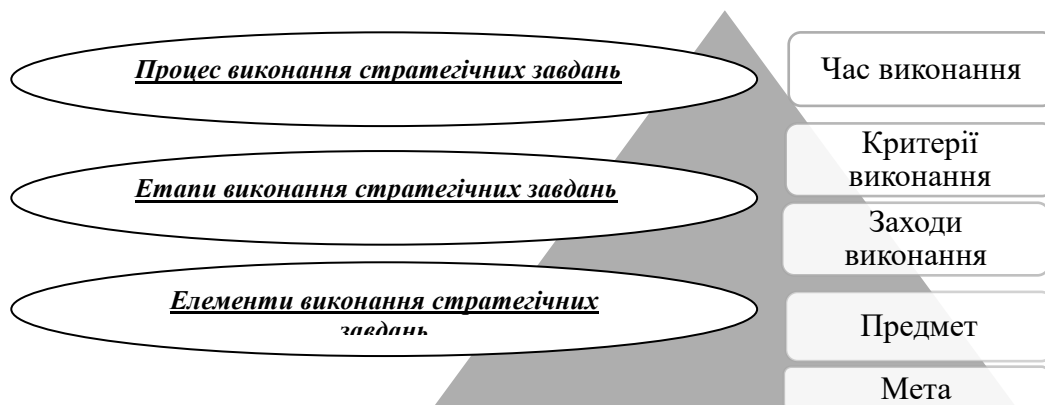 Процес виконання стратегічних завдань
Час виконання
Критерії
виконання
Етапи виконання стратегічних завдань
Заходи
виконання
Елементи виконання стратегічних
завдань
Предмет
Мета